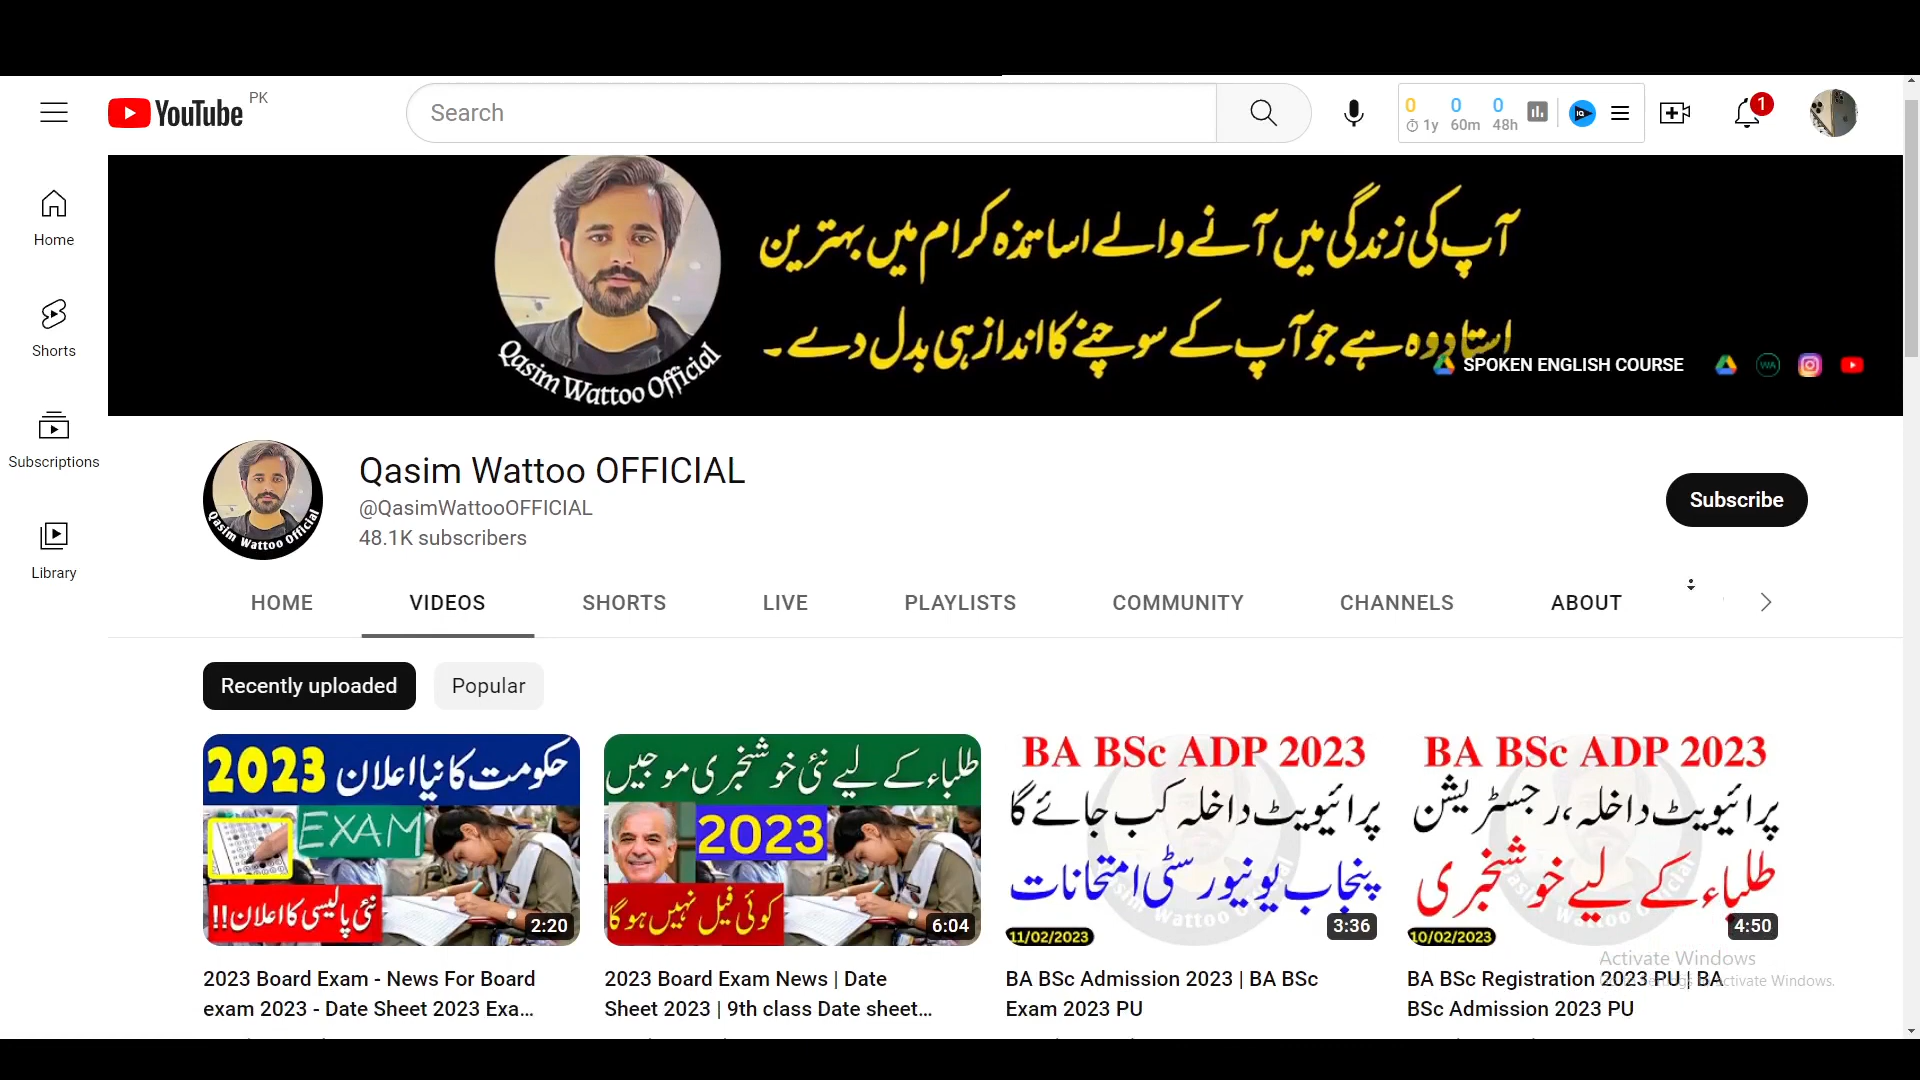 YouTube PK
Search
0 0 0
1y 60m 48h
1
Home
Shorts
Subscriptions
Library
آپ کی زندگی میں آنے والے اساتذہ کرام میں بہترین
استاد وہ ہے جو آپ کے سوچنے کا انداز ہی بدل دے۔
Qasim Wattoo Official
SPOKEN ENGLISH COURSE
Qasim Wattoo OFFICIAL
@QasimWattooOFFICIAL
48.1K subscribers
Subscribe
Qasim Wattoo Official
HOME VIDEOS SHORTS LIVE PLAYLISTS COMMUNITY CHANNELS ABOUT
Recently uploaded Popular
حکومت کا نیا اعلان 2023
EXAM
نئی پالیسی کا اعلان!!
2:20
طلباء کے لیے نئی خوشخبری موجیں
2023
کوئی فیل نہیں ہو گا
6:04
BA BSc ADP 2023
پرائیویٹ داخلہ کب جائے گا
پنجاب یونیورسٹی امتحانات
11/02/2023
3:36
BA BSc ADP 2023
پرائیویٹ داخلہ، رجسٹریشن
طلباء کے لیے خوشخبری
10/02/2023
4:50
2023 Board Exam - News For Board
exam 2023 - Date Sheet 2023 Exa...
2023 Board Exam News | Date
Sheet 2023 | 9th class Date sheet...
BA BSc Admission 2023 | BA BSc
Exam 2023 PU
BA BSc Registration 2023 PU | BA
BSc Admission 2023 PU
Activate Windows